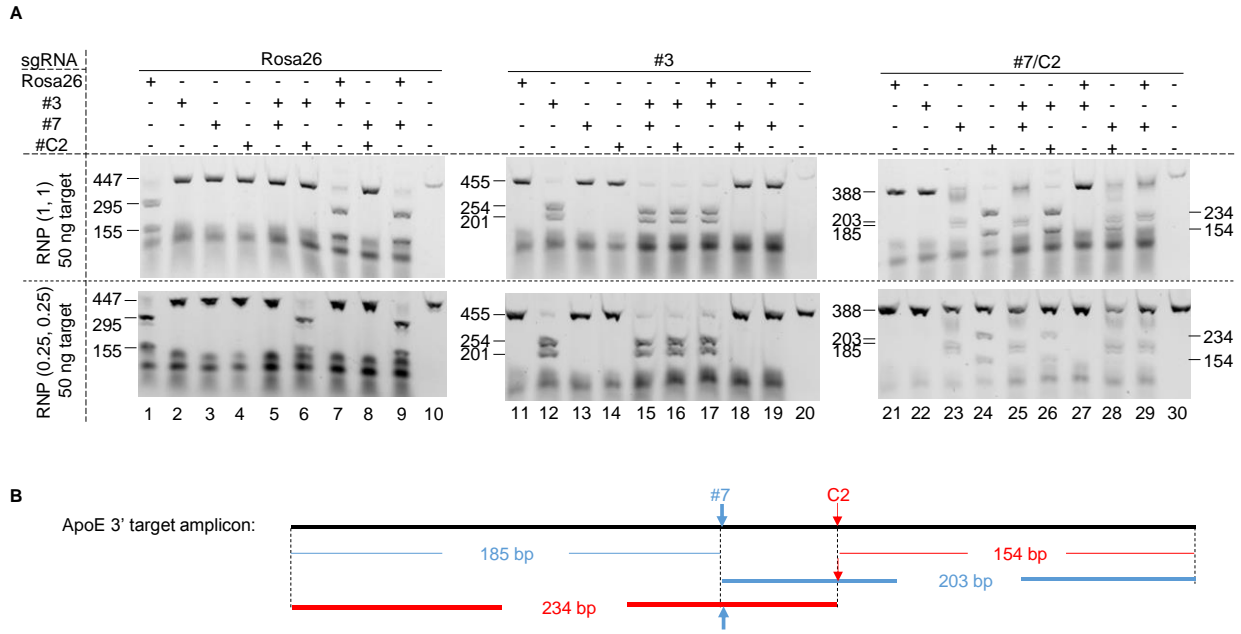 A
sgRNA Rosa26 #3 #7/C2
Rosa26 + - - - - - + - + - + - - - - - + - + - + - - - - - + - + -
#3 - + - - + + + - - - - + - - + + + - - - - + - - + + + - - -
#7 - - + - + - - + + - - - + - + - - + + - - - + - + - - + + -
#C2 - - - + - + - + - - - - - + - + - + - - - - - + - + - + - -
RNP (1, 1)
50 ng target
447
295
155
455
254
201
388
203
185
234
154
RNP (0.25, 0.25)
50 ng target
447
295
155
455
254
201
388
203
185
234
154
1 2 3 4 5 6 7 8 9 10 11 12 13 14 15 16 17 18 19 20 21 22 23 24 25 26 27 28 29 30
B
#7 C2
ApoE 3' target amplicon:
185 bp 154 bp
203 bp
234 bp